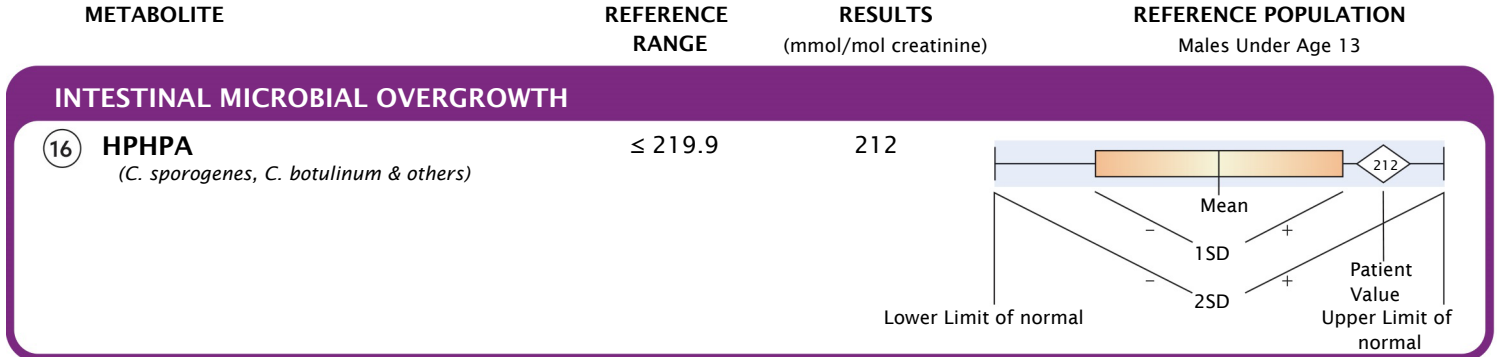 METABOLITE REFERENCE RESULTS REFERENCE POPULATION
RANGE (mmol/mol creatinine) Males Under Age 13
INTESTINAL MICROBIAL OVERGROWTH
16 HPHPA ≤ 219.9 212
(C. sporogenes, C. botulinum & others)
212
Mean
− +
1SD
− +
2SD
Patient
Value
Lower Limit of normal
Upper Limit of
normal